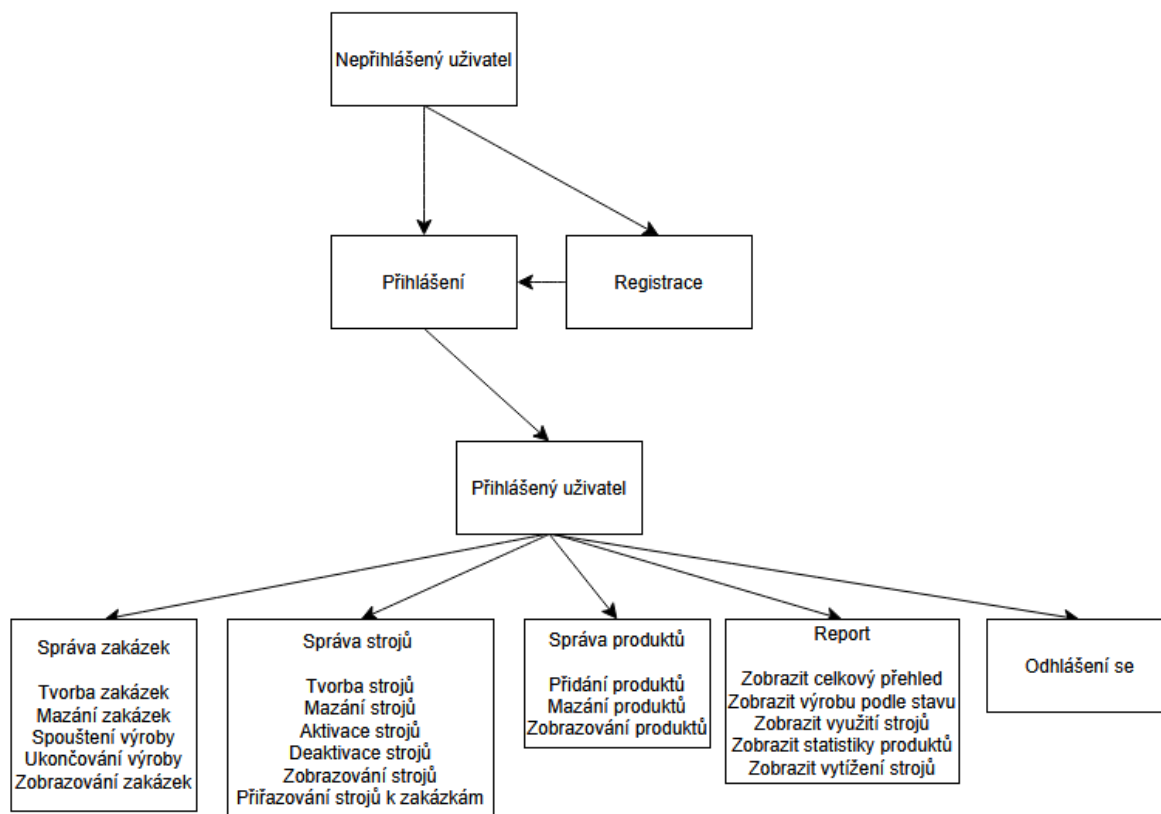 Nepřihlášený uživatel
Přihlášení
Registrace
Přihlášený uživatel
Správa zakázek
Tvorba zakázek
Mazání zakázek
Spouštení výroby
Ukončování výroby
Zobrazování zakázek
Správa strojů
Tvorba strojů
Mazání strojů
Aktivace strojů
Deaktivace strojů
Zobrazování strojů
Přiřazování strojů k zakázkám
Správa produktů
Přidání produktů
Mazání produktů
Zobrazování produktů
Report
Zobrazit celkový přehled
Zobrazit výrobu podle stavu
Zobrazit využití strojů
Zobrazit statistiky produktů
Zobrazit vytížení strojů
Odhlášení se